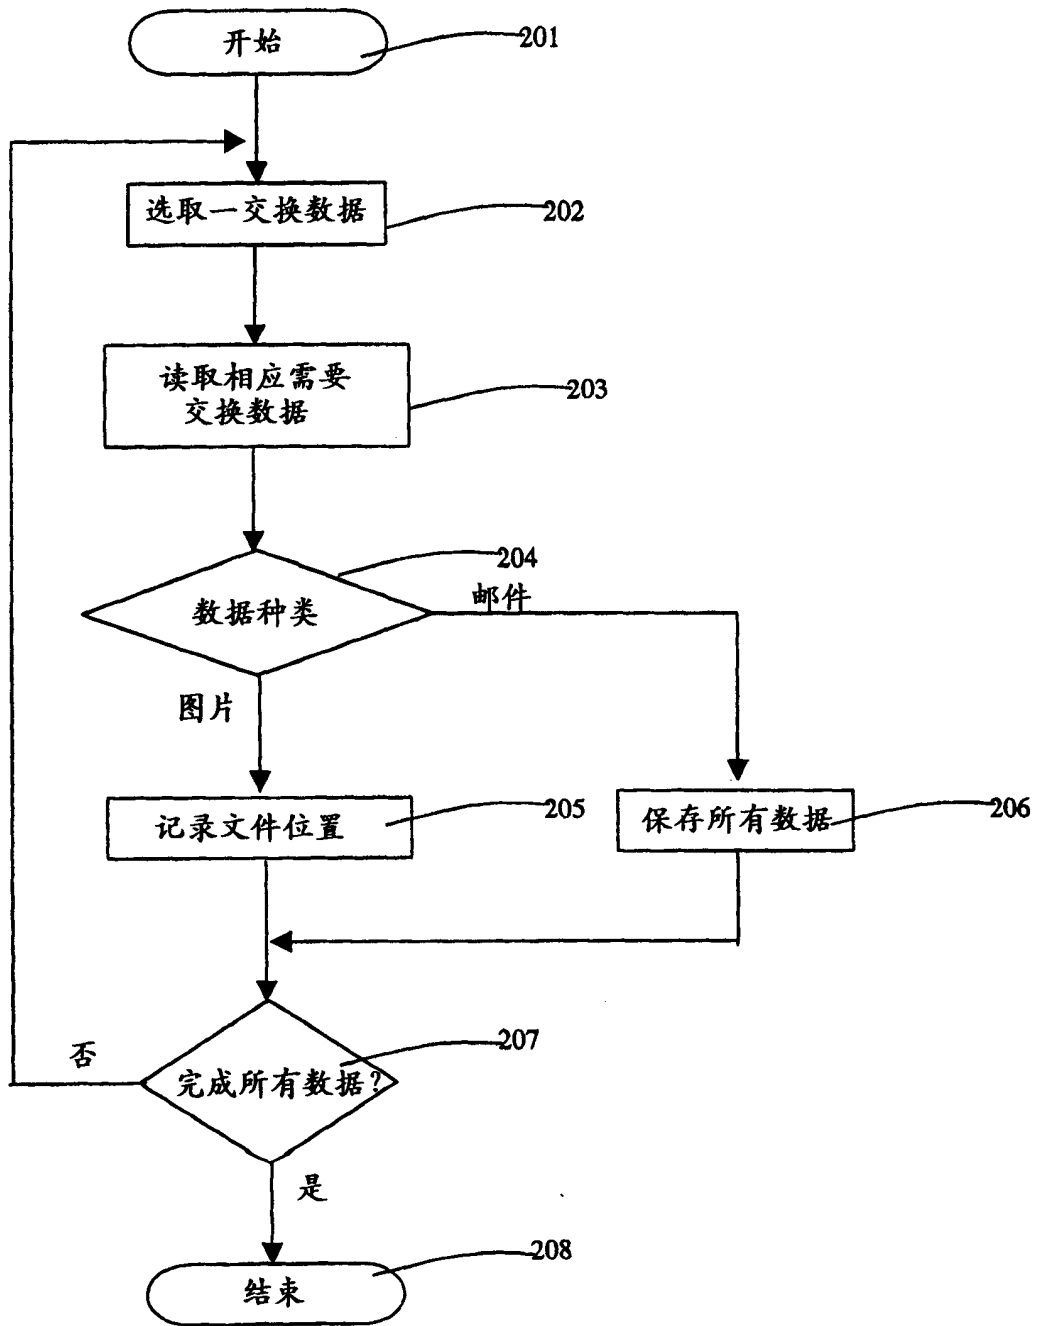 开始
201
选取一交换数据
202
读取相应需要
交换数据
203
204
数据种类
邮件
图片
记录文件位置
205
保存所有数据
206
207
否
完成所有数据?
是
208
结束